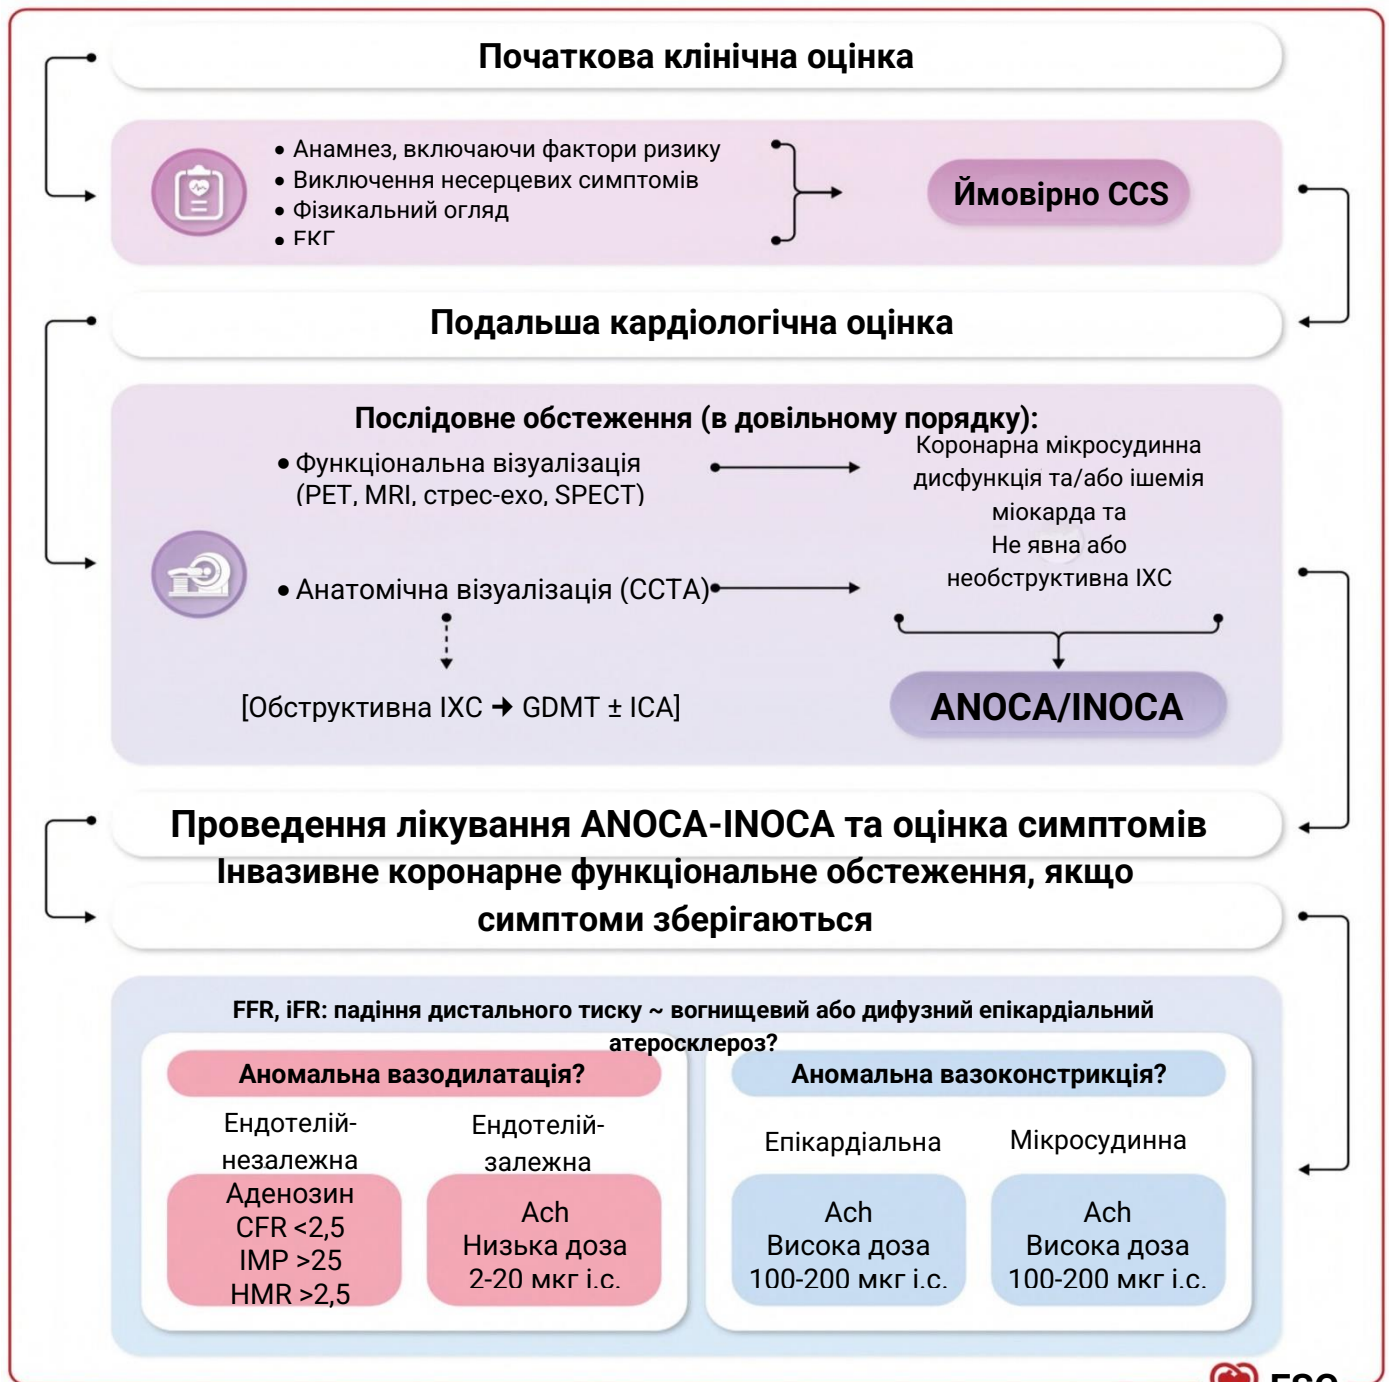 Початкова клінічна оцінка
• Анамнез, включаючи фактори ризику
• Виключення несерцевих симптомів
• Фізикальний огляд
• ЕКГ
Ймовірно CCS
Подальша кардіологічна оцінка
Послідовне обстеження (в довільному порядку):
• Функціональна візуалізація
(PET, MRI, стрес-ехо, SPECT)
Коронарна мікросудинна
дисфункція та/або ішемія
міокарда та
Не явна або
необструктивна ІХС
• Анатомічна візуалізація (CCTA)
[Обструктивна ІХС → GDMT ± ICA]
ANOCA/INOCA
Проведення лікування ANOCA-INOCA та оцінка симптомів
Інвазивне коронарне функціональне обстеження, якщо
симптоми зберігаються
FFR, iFR: падіння дистального тиску ~ вогнищевий або дифузний епікардіальний
атеросклероз?
Аномальна вазодилатація?
Ендотелій-
незалежна
Аденозин
CFR <2,5
IMP >25
HMR >2,5
Ендотелій-
залежна
Ach
Низька доза
2-20 мкг і.с.
Аномальна вазоконстрикція?
Епікардіальна
Ach
Висока доза
100-200 мкг і.с.
Мікросудинна
Ach
Висока доза
100-200 мкг і.с.
ESC